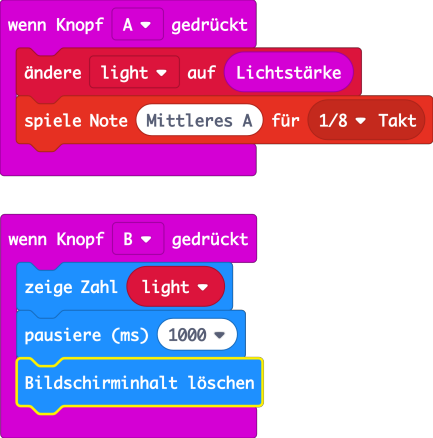 wenn Knopf A gedrückt
ändere light auf Lichtstärke
spiele Note Mittleres A für 1/8 Takt
wenn Knopf B gedrückt
zeige Zahl light
pausiere (ms) 1000
Bildschirminhalt löschen